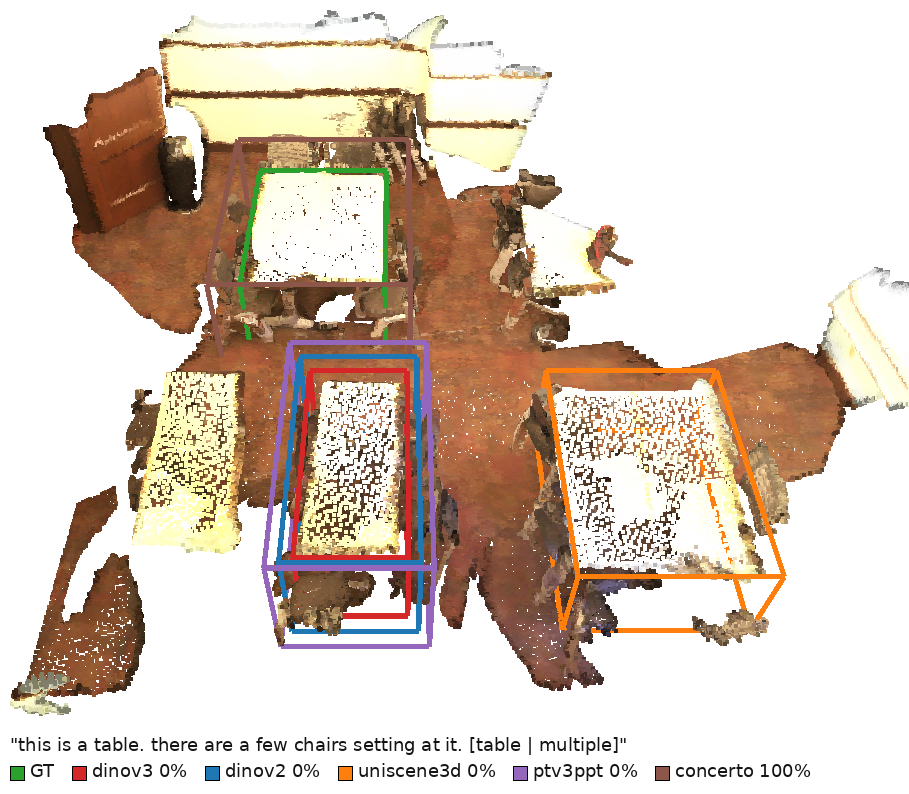 "this is a table. there are a few chairs setting at it. [table | multiple]"
GT dinov3 0% dinov2 0% uniscene3d 0% ptv3ppt 0% concerto 100%